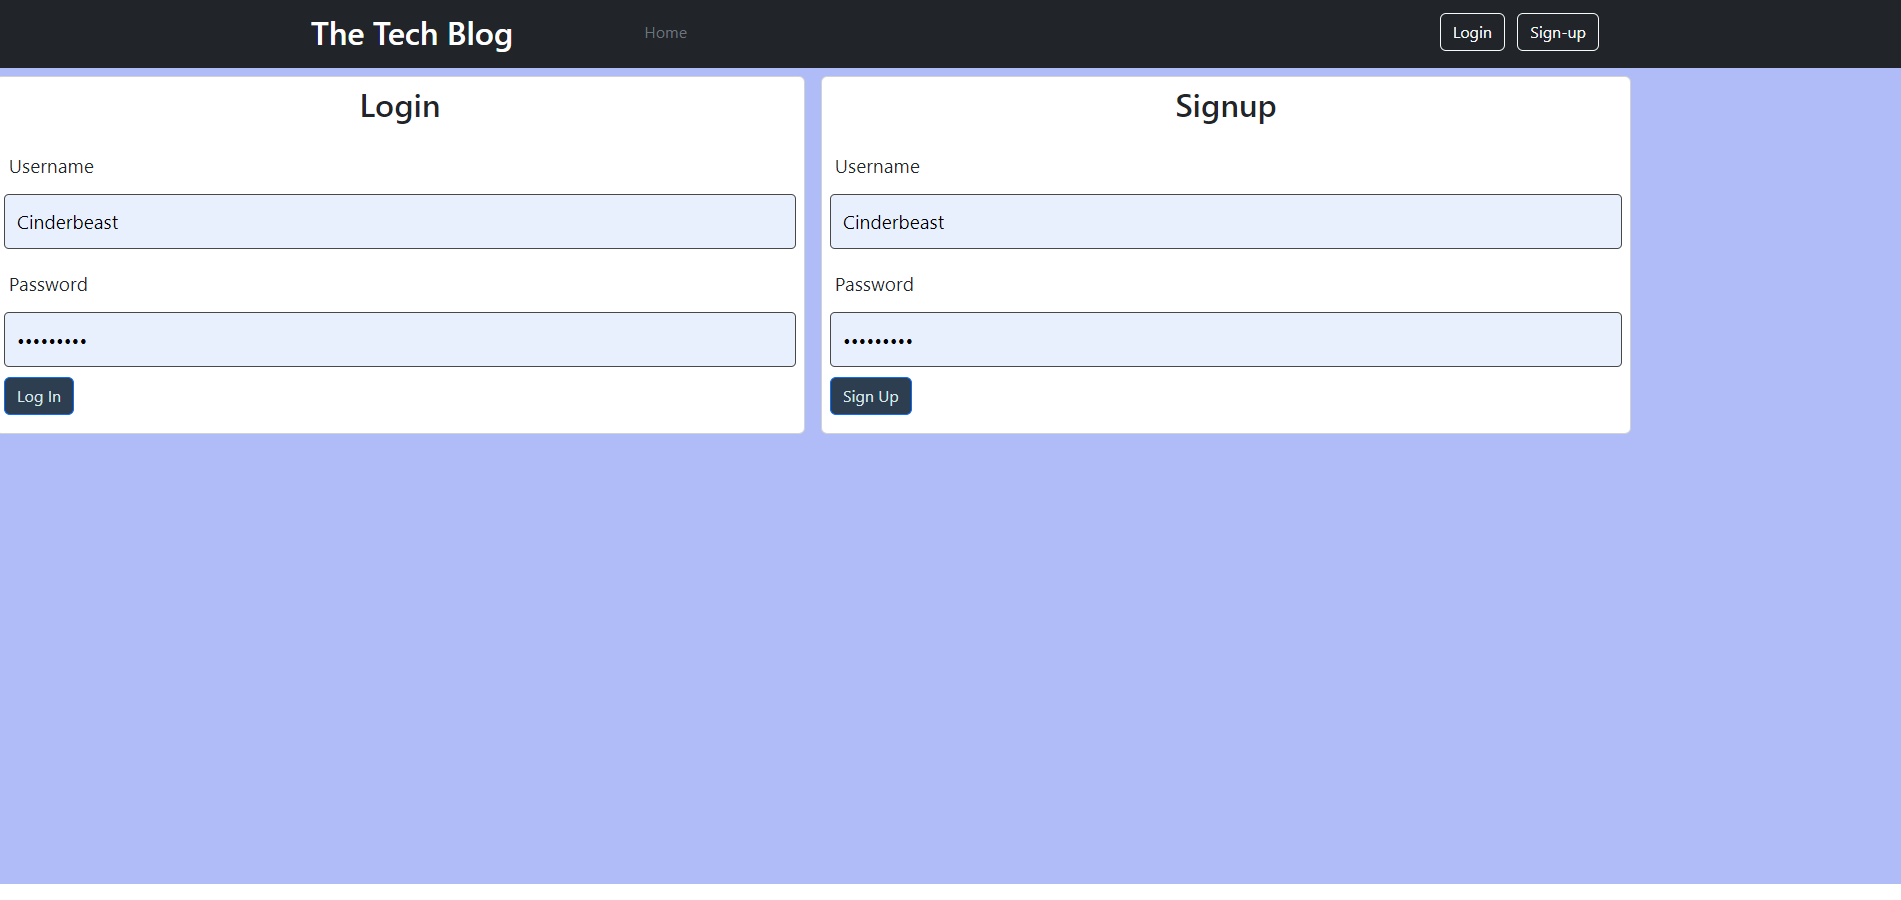 The Tech Blog Home Login Sign-up
Login
Username
Cinderbeast
Password
•••••••••
Log In
Signup
Username
Cinderbeast
Password
•••••••••
Sign Up